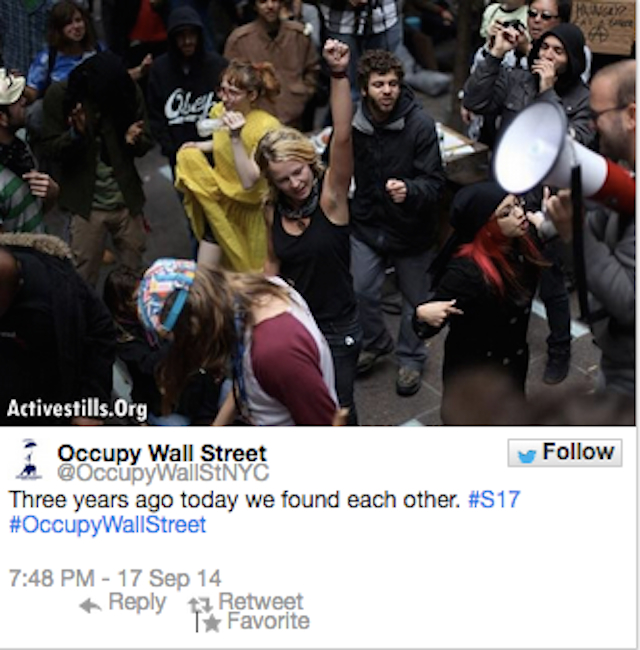 Obey
Activestills.Org
Occupy Wall Street
@OccupyWallStNYC
Follow
Three years ago today we found each other. #S17
#OccupyWallStreet
7:48 PM - 17 Sep 14
Reply Retweet
Favorite